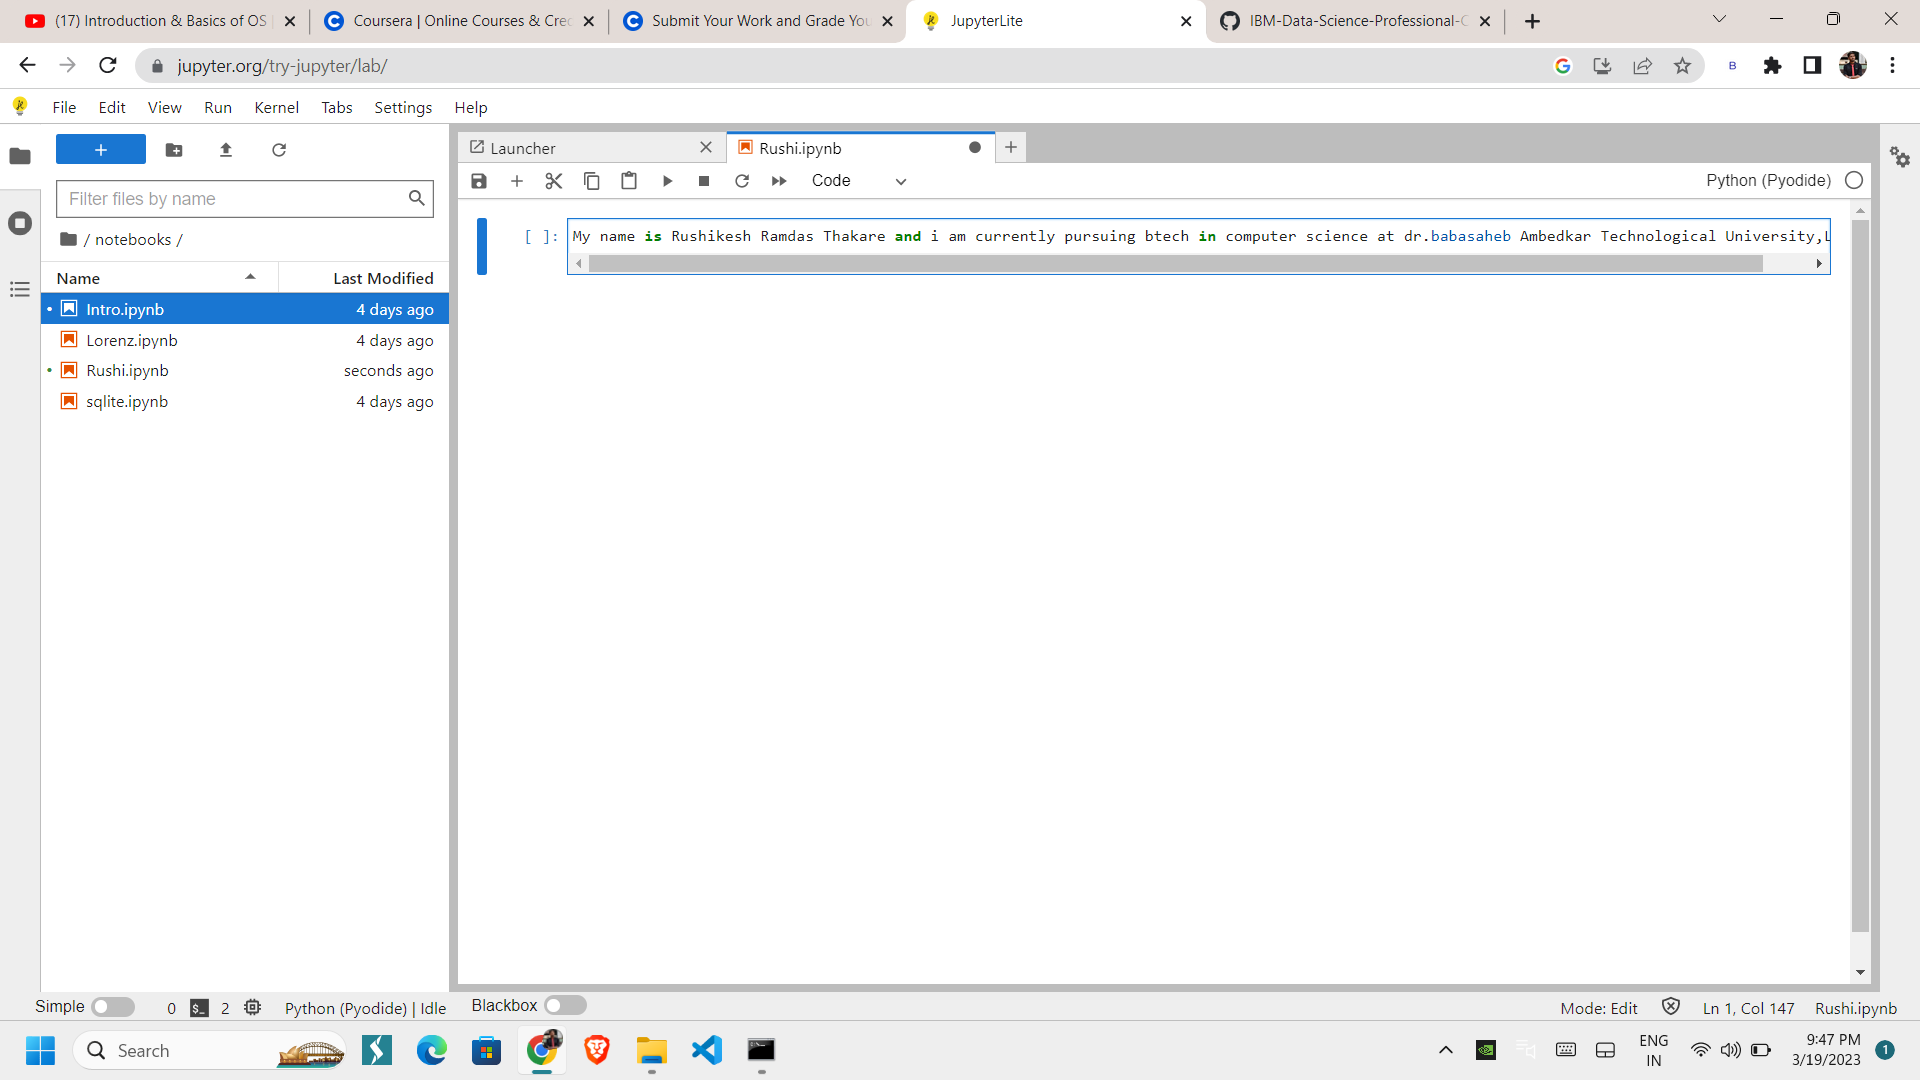 (17) Introduction & Basics of OS
Coursera | Online Courses & Cre
Submit Your Work and Grade You
JupyterLite
IBM-Data-Science-Professional-C
jupyter.org/try-jupyter/lab/
B
File Edit View Run Kernel Tabs Settings Help
Launcher
Rushi.ipynb
Code
Python (Pyodide)
Filter files by name
/ notebooks /
Name Last Modified
Intro.ipynb 4 days ago
Lorenz.ipynb 4 days ago
Rushi.ipynb seconds ago
sqlite.ipynb 4 days ago
[ ]: My name is Rushikesh Ramdas Thakare and i am currently pursuing btech in computer science at dr.babasaheb Ambedkar Technological University,L
Simple 0 $_ 2 Python (Pyodide) | Idle Blackbox Mode: Edit Ln 1, Col 147 Rushi.ipynb
Search
ENG
IN
9:47 PM
3/19/2023
1